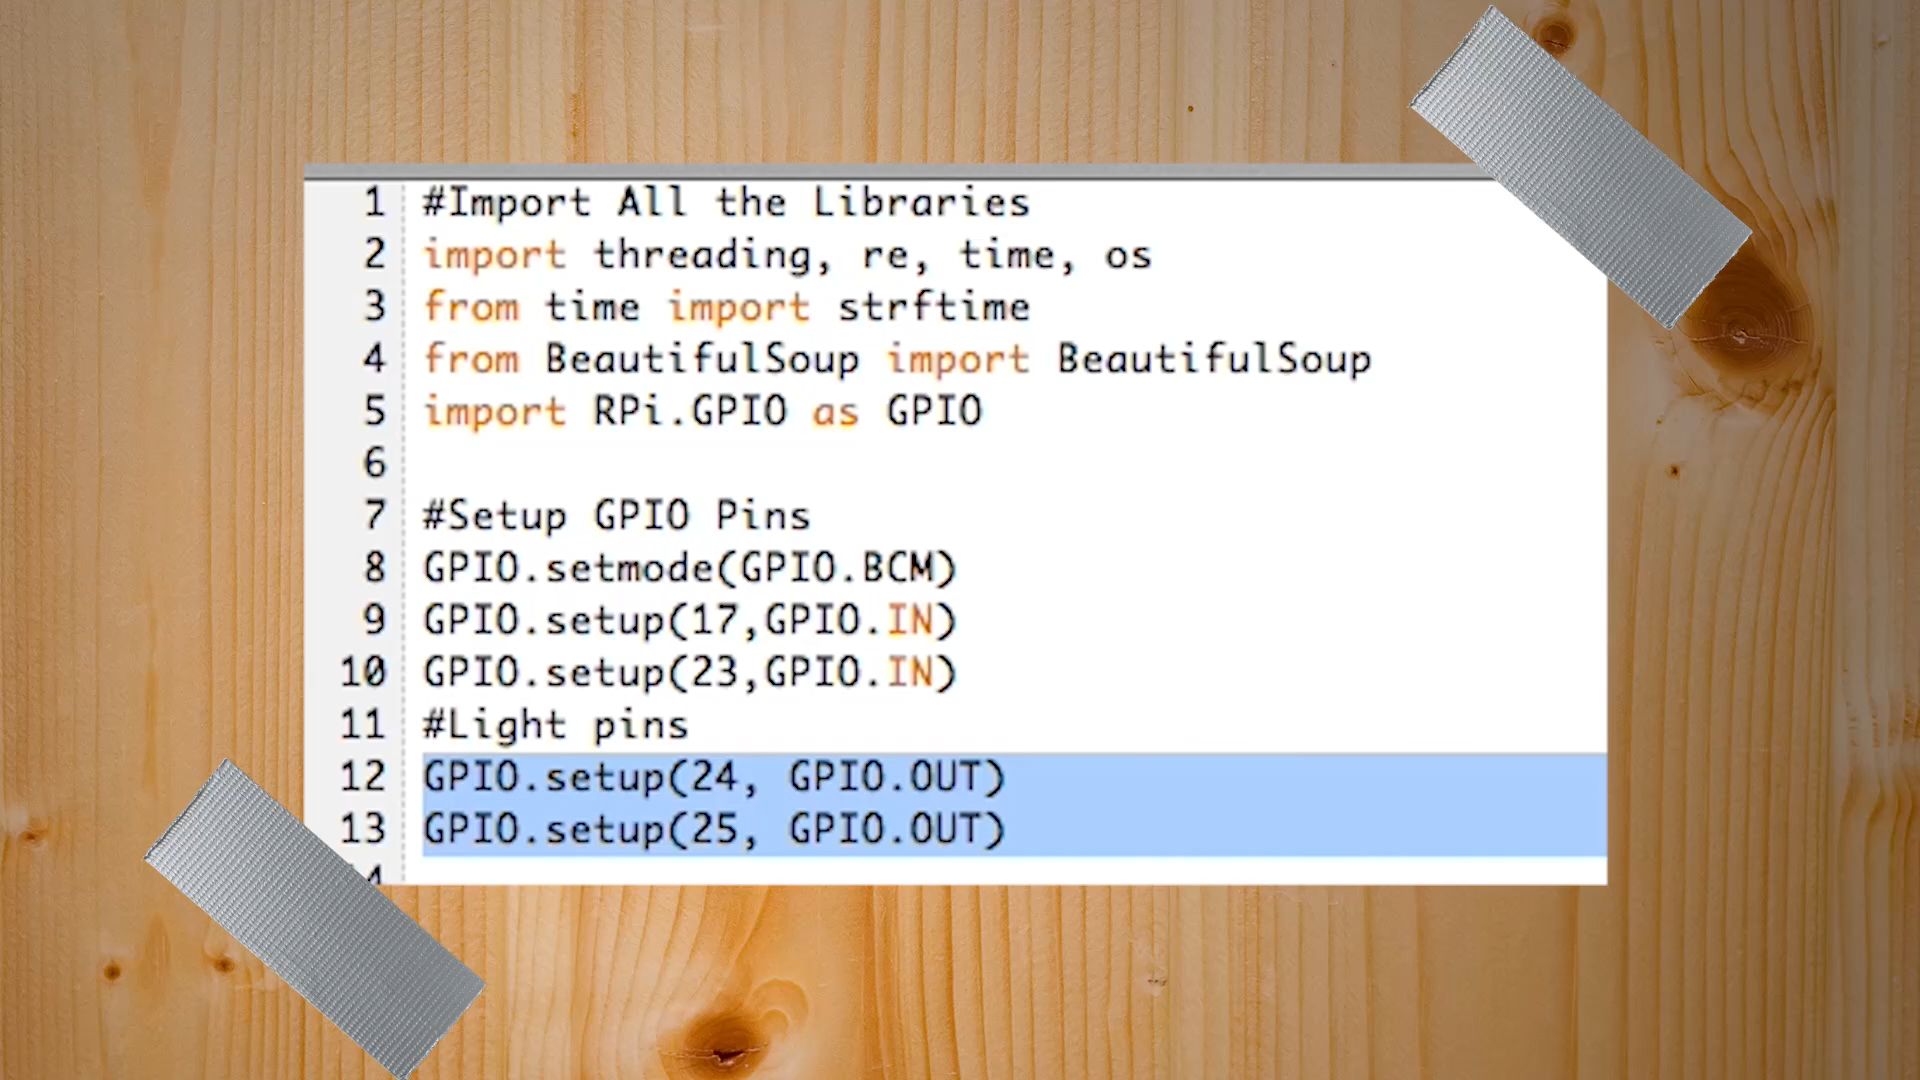 1 #Import All the Libraries
2 import threading, re, time, os
3 from time import strftime
4 from BeautifulSoup import BeautifulSoup
5 import RPi.GPIO as GPIO
6
7 #Setup GPIO Pins
8 GPIO.setmode(GPIO.BCM)
9 GPIO.setup(17,GPIO.IN)
10 GPIO.setup(23,GPIO.IN)
11 #Light pins
12 GPIO.setup(24, GPIO.OUT)
13 GPIO.setup(25, GPIO.OUT)